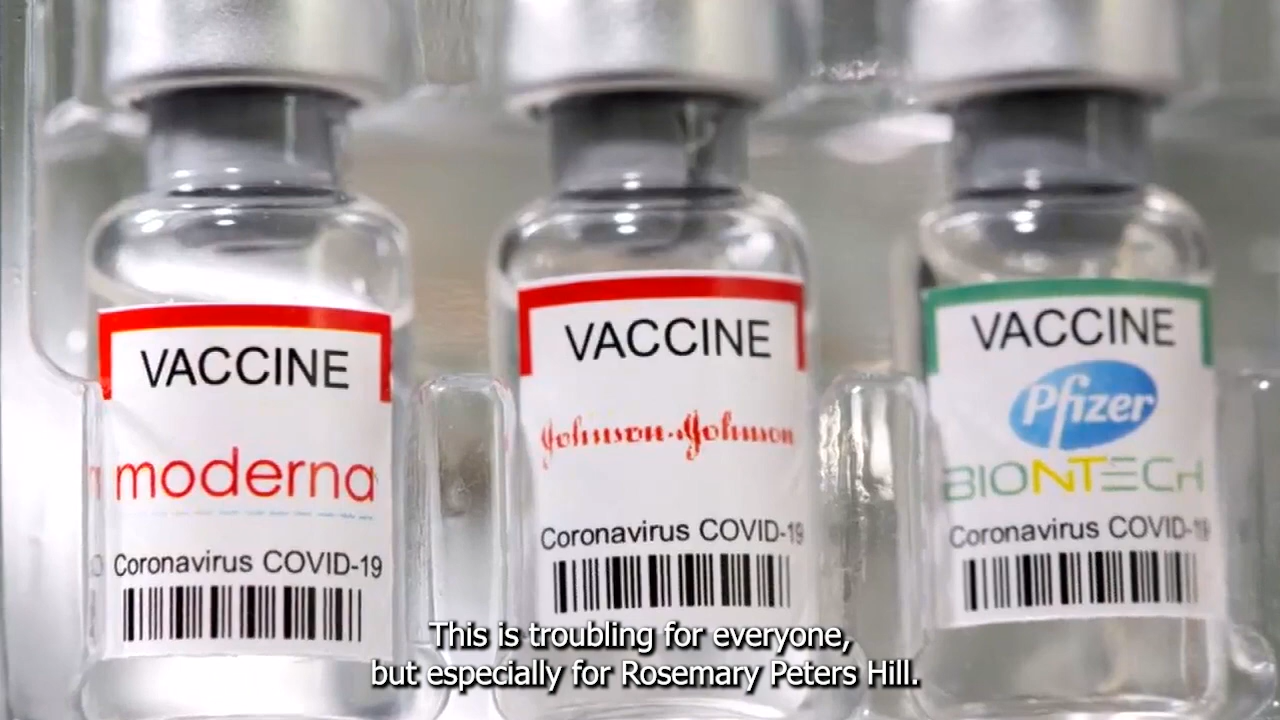 VACCINE
moderna
Coronavirus COVID-19
VACCINE
Johnson & Johnson
Coronavirus COVID-19
VACCINE
Pfizer
BIONTECH
Coronavirus COVID-19
This is troubling for everyone,
but especially for Rosemary Peters Hill.